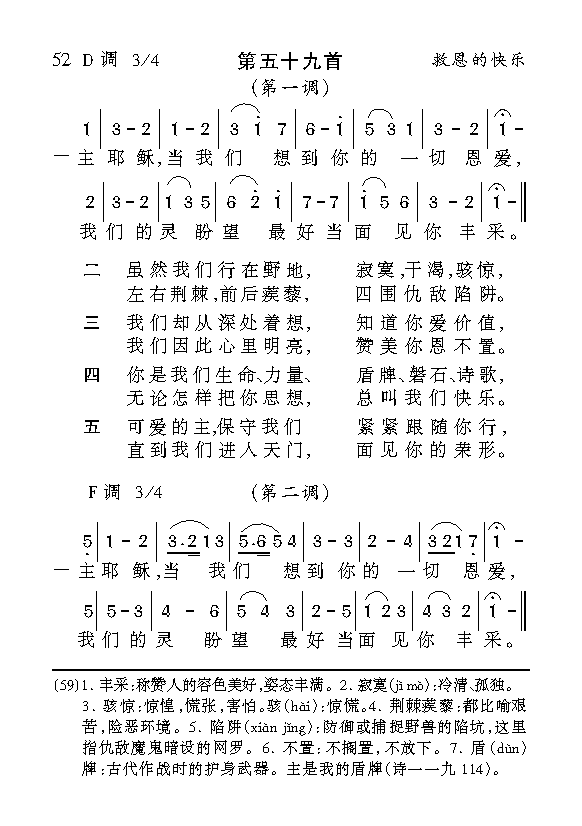 52 D调 3/4 第五十九首 救恩的快乐
(第一调)
1 | 3 - 2 | 1 - 2 | 3 i 7 | 6 - i | 5 3 1 | 3 - 2 | 1 -
一 主 耶 稣, 当 我 们 想 到 你 的 一 切 恩 爱,
2 | 3 - 2 | 1 3 5 | 6 2 i | 7 - 7 | i 5 6 | 3 - 2 | 1 - ‖
我 们 的 灵 盼 望 最 好 当 面 见 你 丰 采。
二 虽然我们行在野地, 寂寞,干渴,骇惊,
左右荆棘,前后蒺藜, 四围仇敌陷阱。
三 我们却从深处着想, 知道你爱价值,
我们因此心里明亮, 赞美你恩不置。
四 你是我们生命、力量、 盾牌、磐石、诗歌,
无论怎样把你思想, 总叫我们快乐。
五 可爱的主,保守我们 紧紧跟随你行,
直到我们进入天门, 面见你的荣形。
F调 3/4 (第二调)
5 | 1 - 2 | 3·2 1 3 | 5·6 5 4 | 3 - 3 | 2 - 4 | 3 2 1 7 | 1 -
一 主 耶 稣, 当 我 们 想 到 你 的 一 切 恩 爱,
5 | 5 - 3 | 4 - 6 | 5 4 3 | 2 - 5 | 1 2 3 | 4 3 2 | 1 - ‖
我 们 的 灵 盼 望 最 好 当 面 见 你 丰 采。
(59)1. 丰采:称赞人的容色美好,姿态丰满。2. 寂寞(jì mò):冷清、孤独。
3. 骇惊:惊惶,慌张,害怕。骇(hài):惊慌。4. 荆棘蒺藜:都比喻艰
苦,险恶环境。5. 陷阱(xiàn jǐng):防御或捕捉野兽的陷坑,这里
指仇敌魔鬼暗设的网罗。6. 不置:不搁置,不放下。7. 盾(dùn)
牌:古代作战时的护身武器。主是我的盾牌(诗一一九 114)。